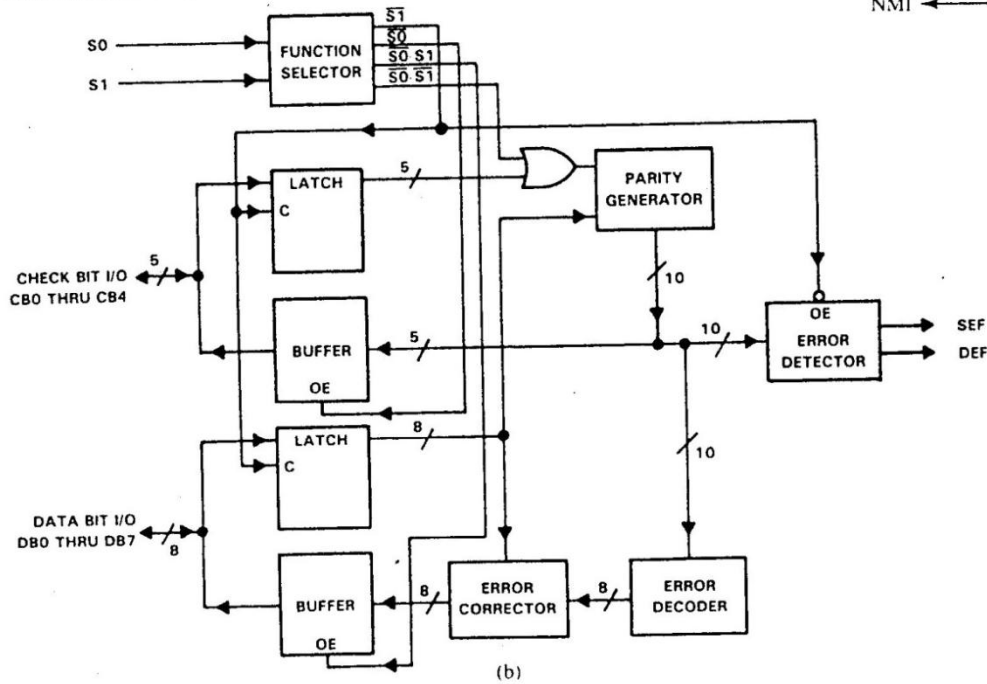 NMI
S0
S1
FUNCTION
SELECTOR
S̅1̅
S̅0̅
S̅0̅ S1
S̅0̅·S̅1̅
LATCH
C
5
PARITY
GENERATOR
10
CHECK BIT I/O
CB0 THRU CB4
5
BUFFER
OE
5
10
OE
ERROR
DETECTOR
SEF
DEF
LATCH
C
8
10
DATA BIT I/O
DB0 THRU DB7
8
BUFFER
OE
8
ERROR
CORRECTOR
8
ERROR
DECODER
(b)